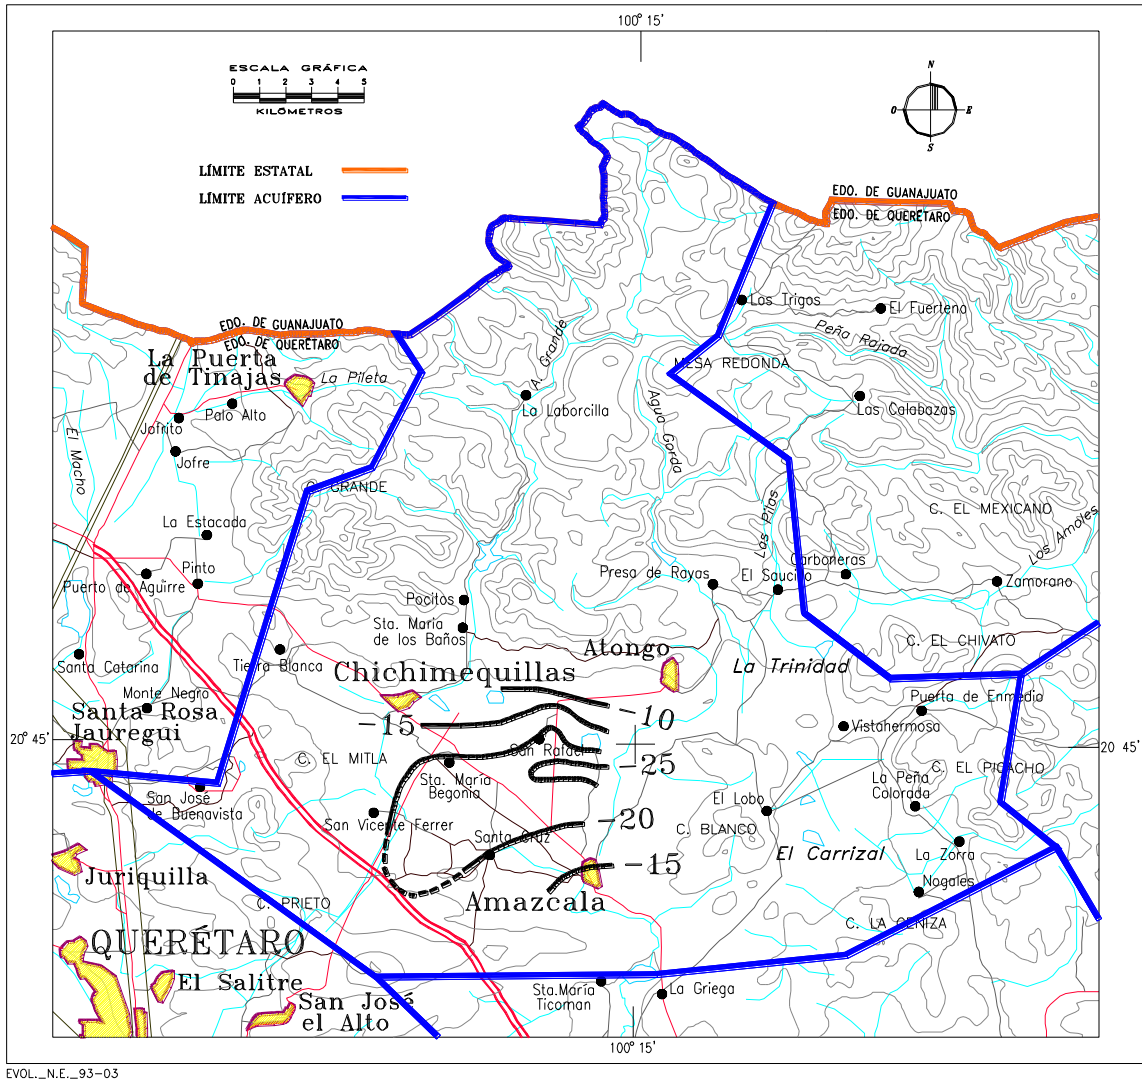 100° 15'
ESCALA GRÁFICA
0 1 2 3 4 5
KILÓMETROS
N
O E
S
LÍMITE ESTATAL
LÍMITE ACUÍFERO
EDO. DE GUANAJUATO
EDO. DE QUERÉTARO
Los Trigos
El Fuerteno
EDO. DE GUANAJUATO
EDO. DE QUERÉTARO
Peña Rajada
La Puerta
de Tinajas
La Pileta
A. Grande
MESA REDONDA
Palo Alto
La Laborcilla
Las Calabazas
Jofrito
Agua Gorda
El Macho
Jofre
C. GRANDE
C. EL MEXICANO
La Estacada
Las Pilas
Los Amoles
Pinto
Puerto de Aguirre
Presa de Rayas
El Saucito
Carboneras
Zamorano
Pocitos
Sta. María
de los Baños
C. EL CHIVATO
Santa Catarina
Tierra Blanca
Atongo
La Trinidad
Chichimequillas
Monte Negro
Puerta de Enmedio
Santa Rosa
Jauregui
-15
-10
Vistahermosa
20° 45'
San Rafael
20 45'
C. EL MITLA
-25
C. EL PICACHO
Sta. María
Begonia
La Peña
Colorada
San José
de Buenavista
El Lobo
San Vicente Ferrer
-20
C. BLANCO
Santa Cruz
El Carrizal
La Zorra
-15
Juriquilla
Nogales
C. PRIETO
Amazcala
C. LA CENIZA
QUERÉTARO
El Salitre
Sta.María
Ticoman
La Griega
San José
el Alto
100° 15'
EVOL._N.E._93-03